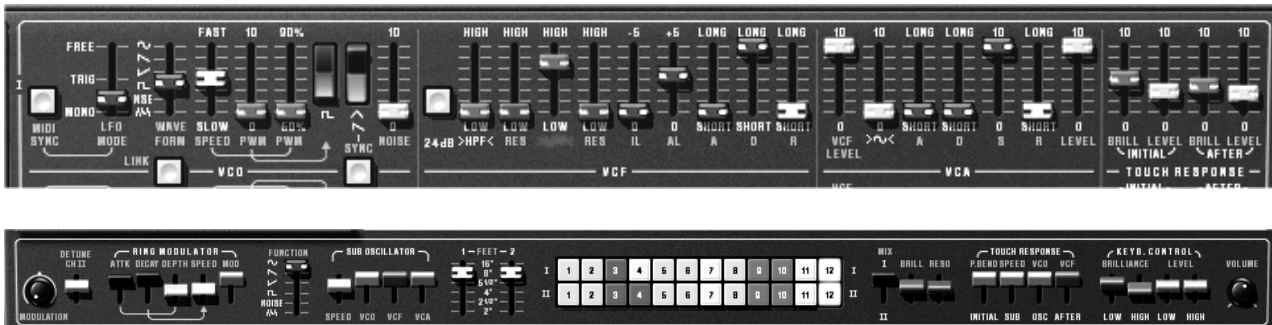 FAST 10 90% 10 HIGH HIGH HIGH HIGH -5 +5 LONG LONG LONG 10 10 LONG LONG 10 LONG 10 10 10 10 10
FREE
TRIG
I
NSE
MONO
MIDI SYNC LFO MODE WAVE FORM SLOW SPEED 0 PWM 60% PWM SYNC 0 NOISE
24dB >HPF< LOW LOW RES LOW LOW RES 0 IL 0 AL SHORT A SHORT D SHORT R
0 VCF LEVEL 0 SHORT A SHORT D 0 S SHORT R 0 LEVEL
0 BRILL 0 LEVEL 0 BRILL 0 LEVEL
INITIAL AFTER
LINK VCO VCF VCA TOUCH RESPONSE
VCF INITIAL AFTER
DETUNE CH II RING MODULATOR FUNCTION SUB OSCILLATOR 1 - FEET - 2 MIX TOUCH RESPONSE KEYB. CONTROL
ATTK DECAY DEPTH SPEED MOD I BRILL RESO P.BEND SPEED VCO VCF BRILLIANCE LEVEL VOLUME
16"
8"
5 1/2"
4"
2 1/2"
2"
I 1 2 3 4 5 6 7 8 9 10 11 12 I
II 1 2 3 4 5 6 7 8 9 10 11 12 II
NOISE
MODULATION SPEED VCO VCF VCA II INITIAL SUB OSC AFTER LOW HIGH LOW HIGH